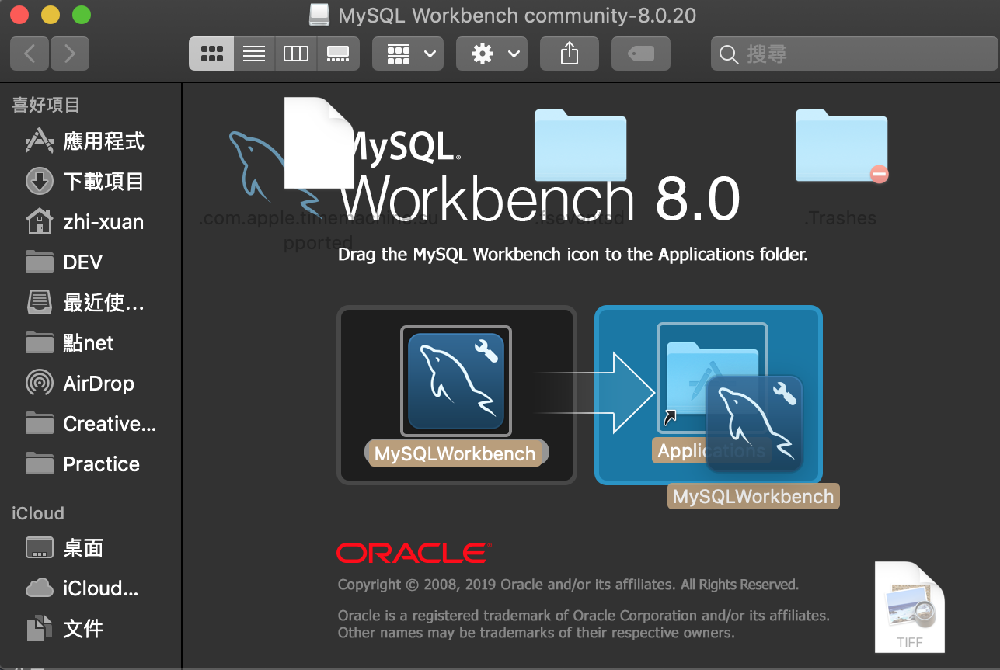 MySQL Workbench community-8.0.20
搜尋
喜好項目
應用程式
下載項目
zhi-xuan
DEV
最近使…
點net
AirDrop
Creative…
Practice
iCloud
桌面
iCloud…
文件
MySQL®
Workbench 8.0
.com.apple.timemachine.su
pported
.fseventsd
.Trashes
Drag the MySQL Workbench icon to the Applications folder.
MySQLWorkbench
Applications
MySQLWorkbench
ORACLE®
Copyright © 2008, 2019 Oracle and/or its affiliates. All Rights Reserved.
Oracle is a registered trademark of Oracle Corporation and/or its affiliates.
Other names may be trademarks of their respective owners.
TIFF